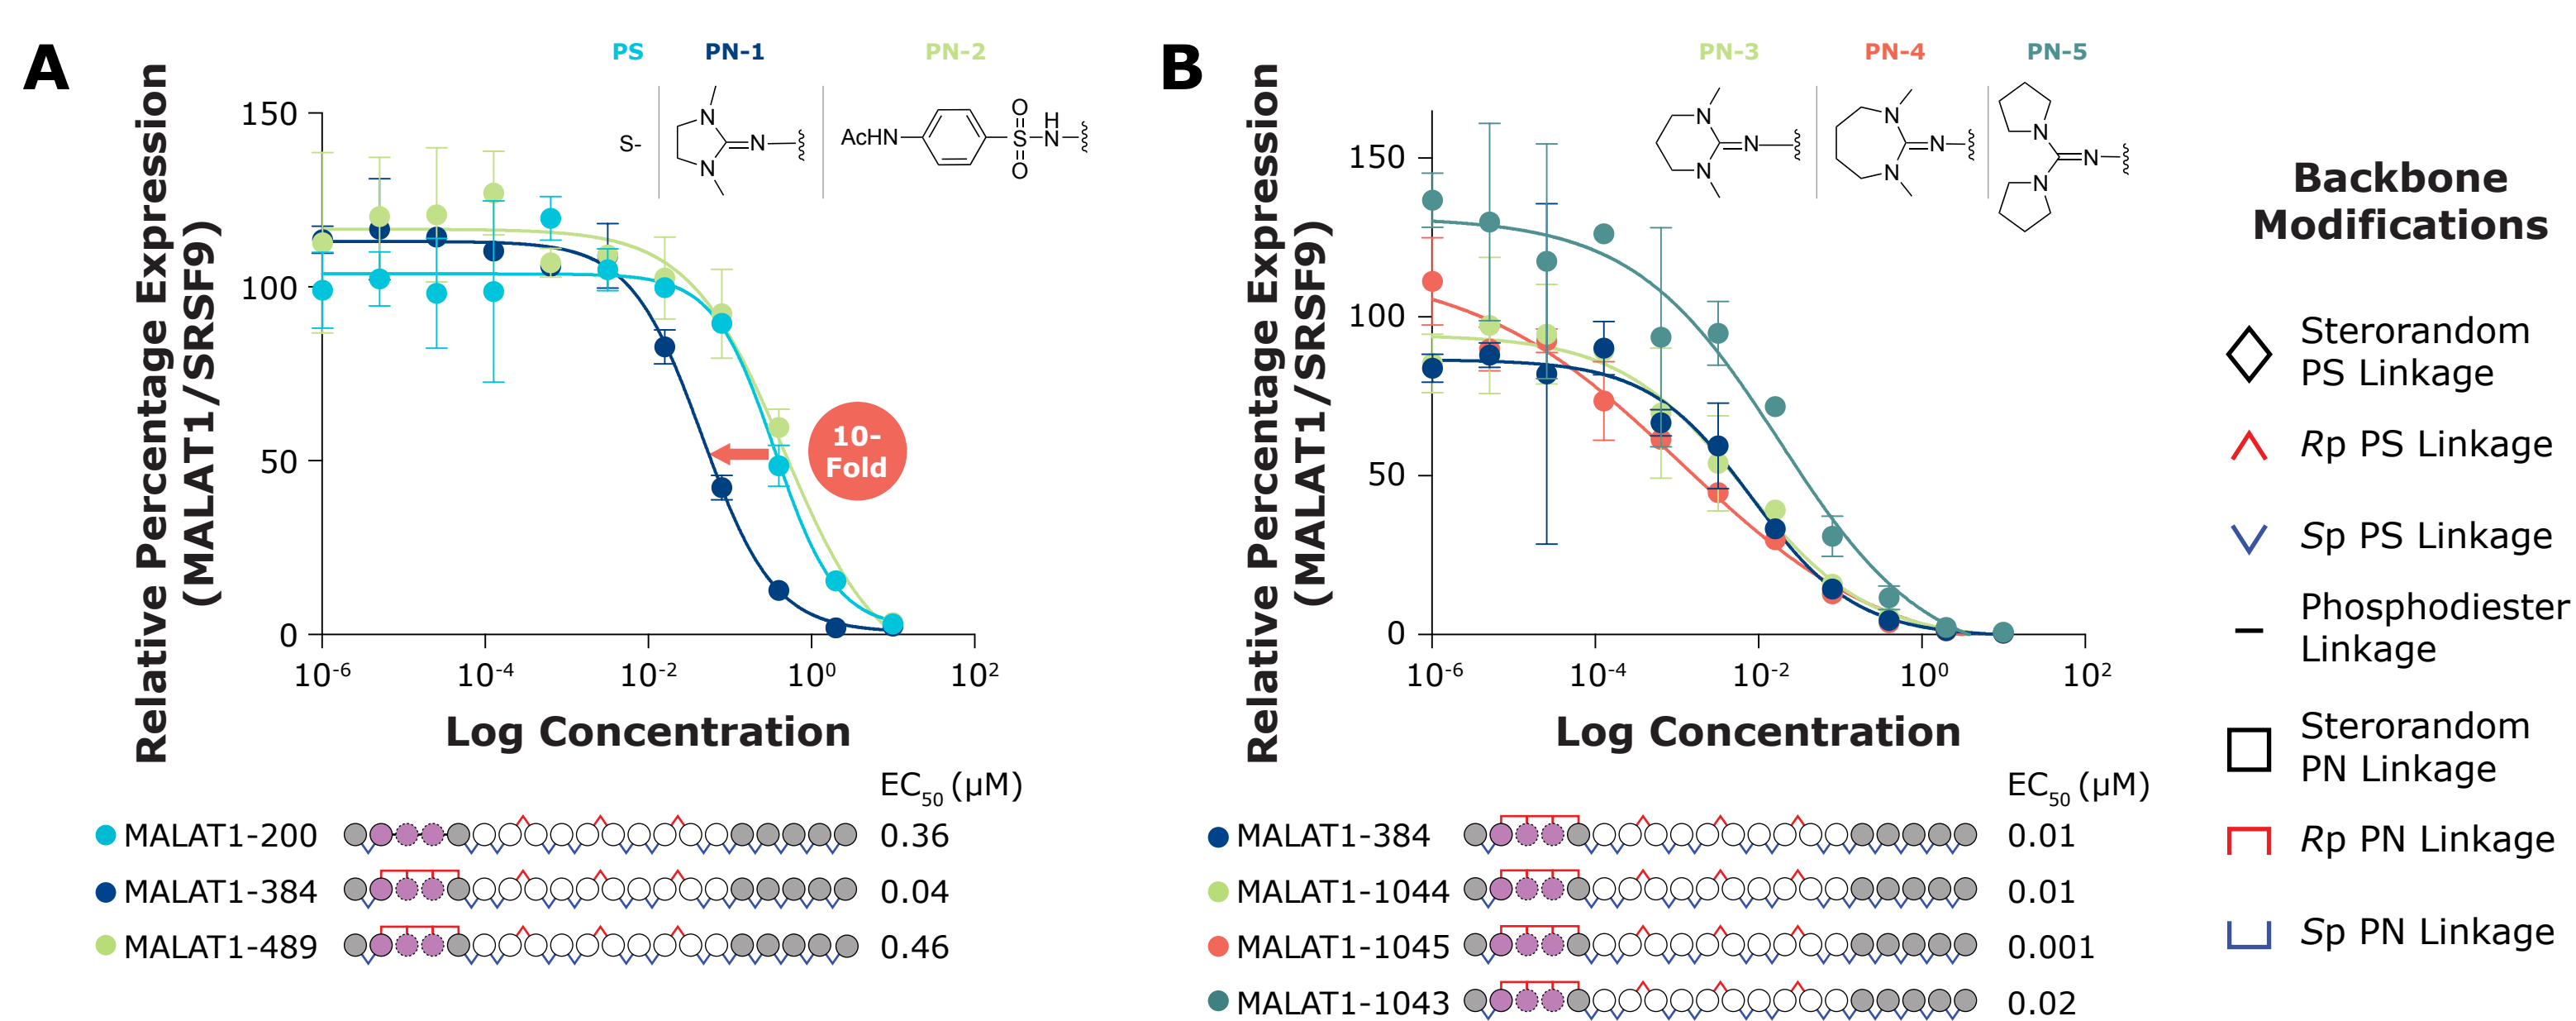 A
PS
PN-1
PN-2
Relative Percentage Expression
(MALAT1/SRSF9)
150
100
50
0
S-
N
N
N
AcHN
O
S
O
H
N
10-
Fold
10-6
10-4
10-2
100
102
Log Concentration
EC50 (μM)
MALAT1-200 0.36
MALAT1-384 0.04
MALAT1-489 0.46
B
PN-3
PN-4
PN-5
Relative Percentage Expression
(MALAT1/SRSF9)
150
100
50
0
N
N
N
N
N
N
N
N
N
10-6
10-4
10-2
100
102
Log Concentration
EC50 (μM)
MALAT1-384 0.01
MALAT1-1044 0.01
MALAT1-1045 0.001
MALAT1-1043 0.02
Backbone
Modifications
Sterorandom
PS Linkage
Rp PS Linkage
Sp PS Linkage
Phosphodiester
Linkage
Sterorandom
PN Linkage
Rp PN Linkage
Sp PN Linkage